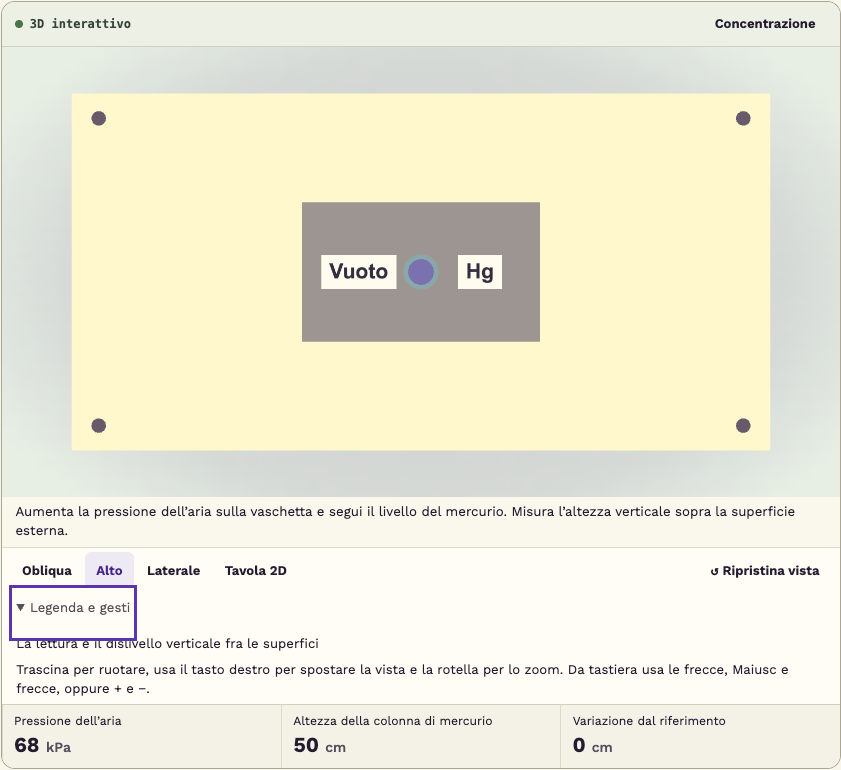 3D interattivo
Concentrazione
Vuoto
Hg
Aumenta la pressione dell’aria sulla vaschetta e segui il livello del mercurio. Misura l’altezza verticale sopra la superficie
esterna.
Obliqua Alto Laterale Tavola 2D ↺ Ripristina vista
▼ Legenda e gesti
La lettura è il dislivello verticale fra le superfici
Trascina per ruotare, usa il tasto destro per spostare la vista e la rotella per lo zoom. Da tastiera usa le frecce, Maiusc e
frecce, oppure + e −.
Pressione dell’aria
68 kPa
Altezza della colonna di mercurio
50 cm
Variazione dal riferimento
0 cm